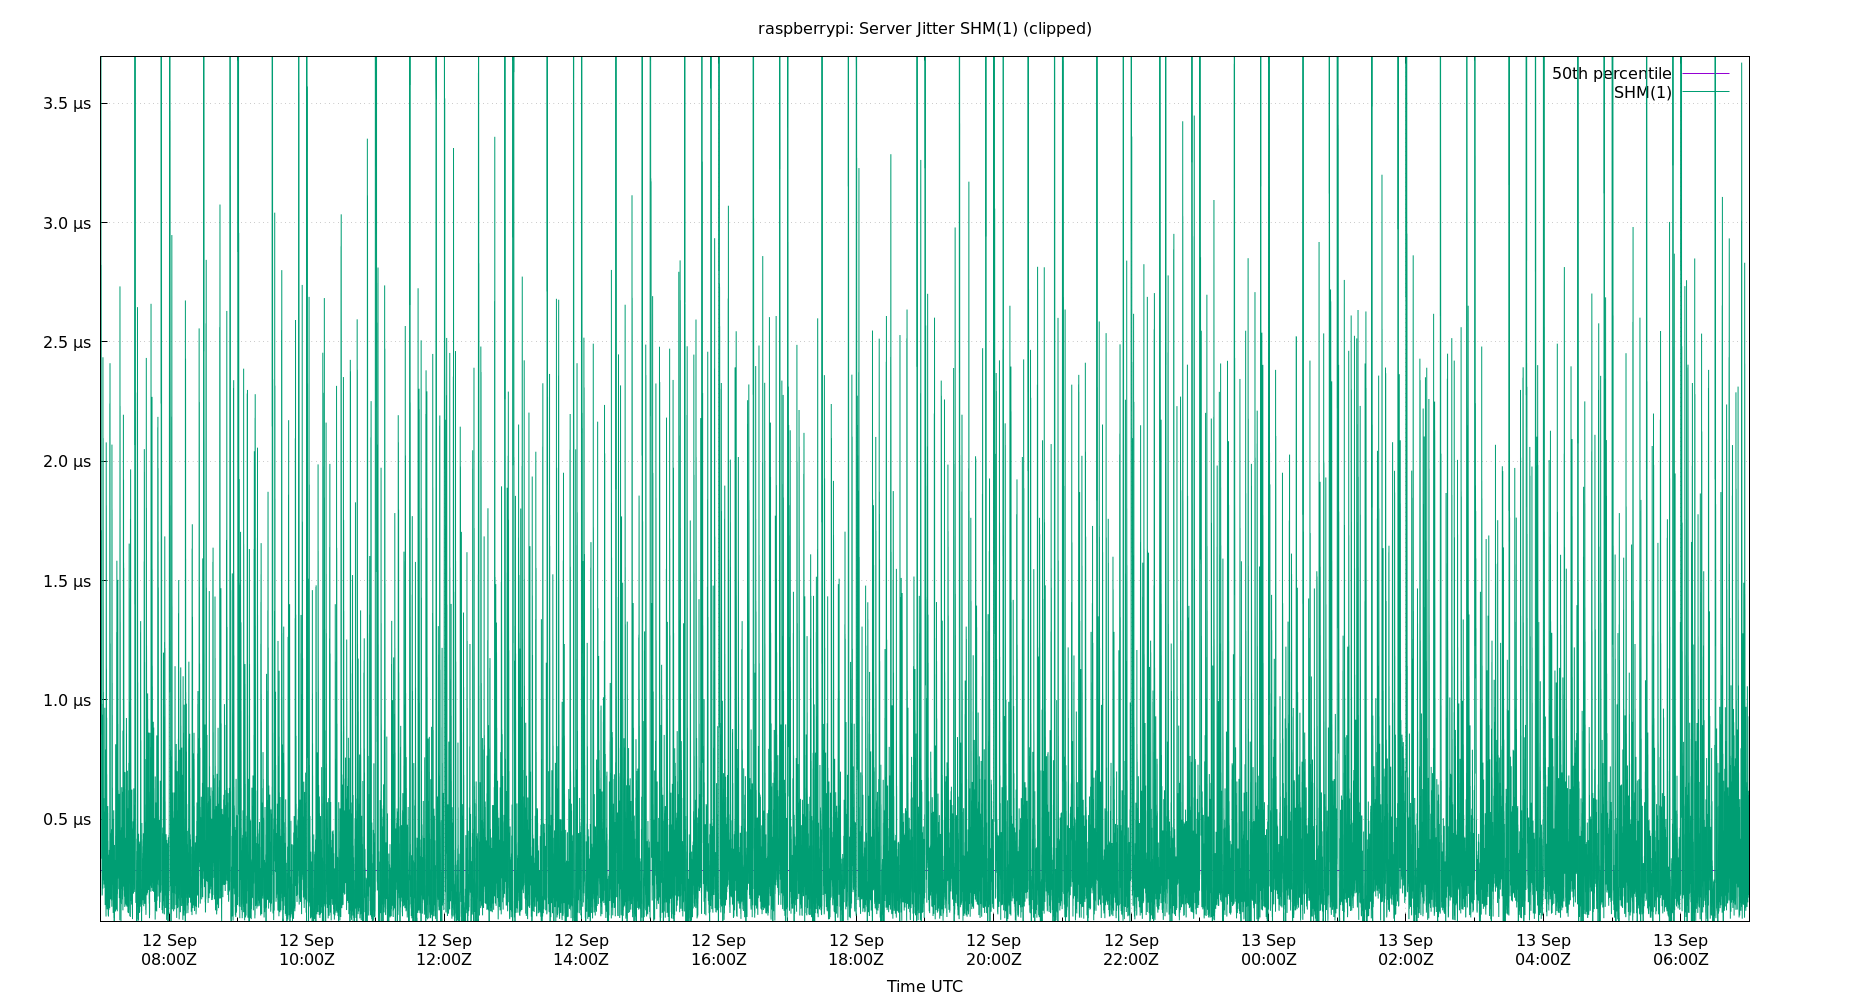 raspberrypi: Server Jitter SHM(1) (clipped)
50th percentile
SHM(1)
3.5 μs
3.0 μs
2.5 μs
2.0 μs
1.5 μs
1.0 μs
0.5 μs
12 Sep 12 Sep 12 Sep 12 Sep 12 Sep 12 Sep 12 Sep 12 Sep 13 Sep 13 Sep 13 Sep 13 Sep
08:00Z 10:00Z 12:00Z 14:00Z 16:00Z 18:00Z 20:00Z 22:00Z 00:00Z 02:00Z 04:00Z 06:00Z
Time UTC